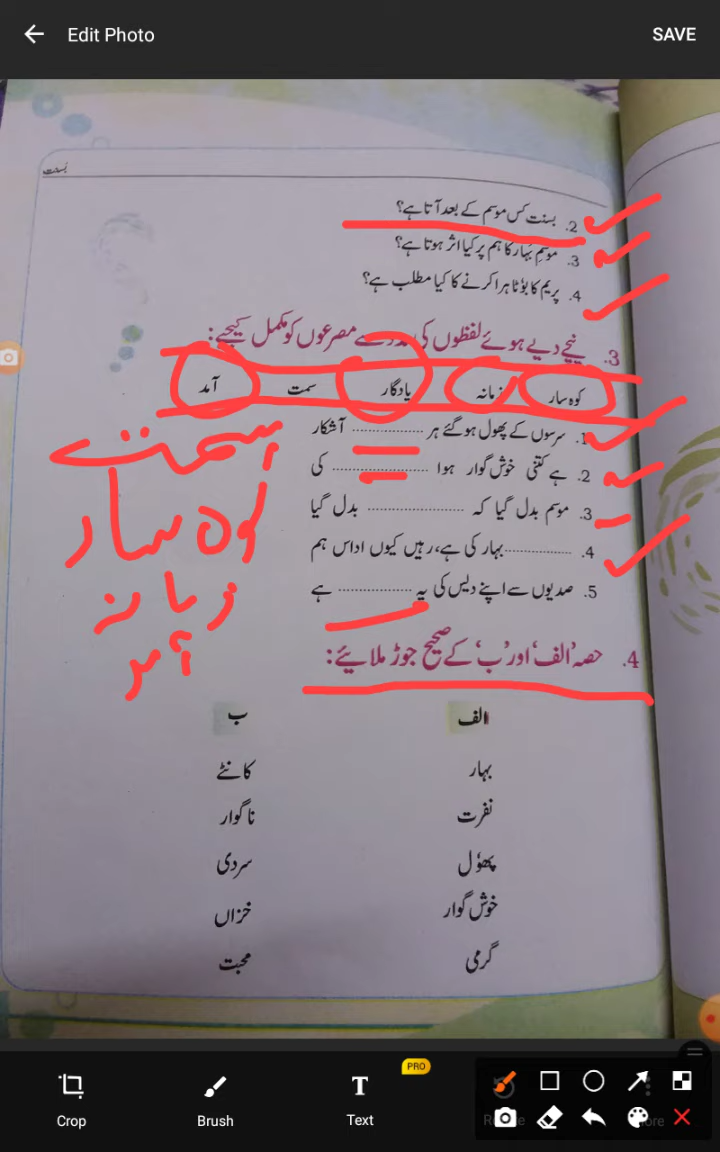 Edit Photo
SAVE
بسنت
2. بسنت کس موسم کے بعد آتا ہے؟
3. موسم بہار کا ہم پر کیا اثر ہوتا ہے؟
4. پریم کا بوٹا ہرا کرنے کا کیا مطلب ہے؟
3. نیچے دیے ہوئے لفظوں کی مدد سے مصرعوں کو مکمل کیجیے:
کوہ سار زمانہ یادگار سمت آمد
1. سرسوں کے پھول ہو گئے ہر .................. آشکار
2. ہے کتنی خوش گوار ہوا .................. کی
3. موسم بدل گیا کہ .................. بدل گیا
4. ..................بہار کی ہے، رہیں کیوں اداس ہم
5. صدیوں سے اپنے دیس کی یہ .................. ہے
سمت
کوہ سار
زمانہ
آمد
4. حصہ 'الف' اور 'ب' کے صحیح جوڑ ملائیے:
الف ب
بہار کانٹے
نفرت ناگوار
پھول سردی
خوش گوار خزاں
گرمی محبت
PRO
Crop
Brush
Text